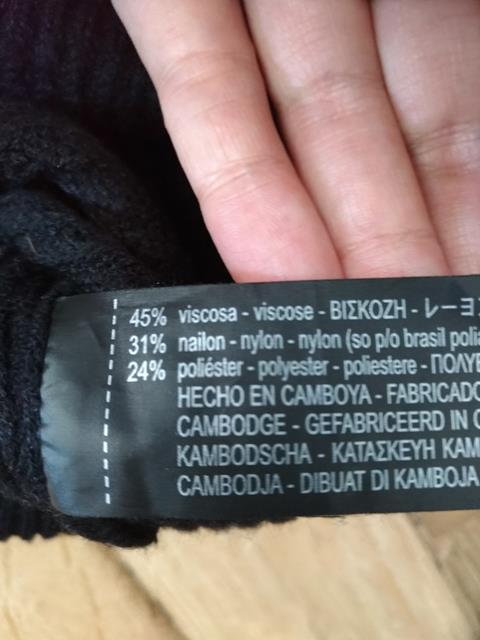 45% viscosa - viscose - ΒΙΣΚΟΖΗ - レーヨ
31% nailon - nylon - nylon (so p/o brasil polia
24% poliéster - polyester - poliestere - ΠΟΛΥΕ
HECHO EN CAMBOYA - FABRICADO
CAMBODGE - GEFABRICEERD IN C
KAMBODSCHA - ΚΑΤΑΣΚΕΥΗ ΚΑΜ
CAMBODJA - DIBUAT DI KAMBOJA